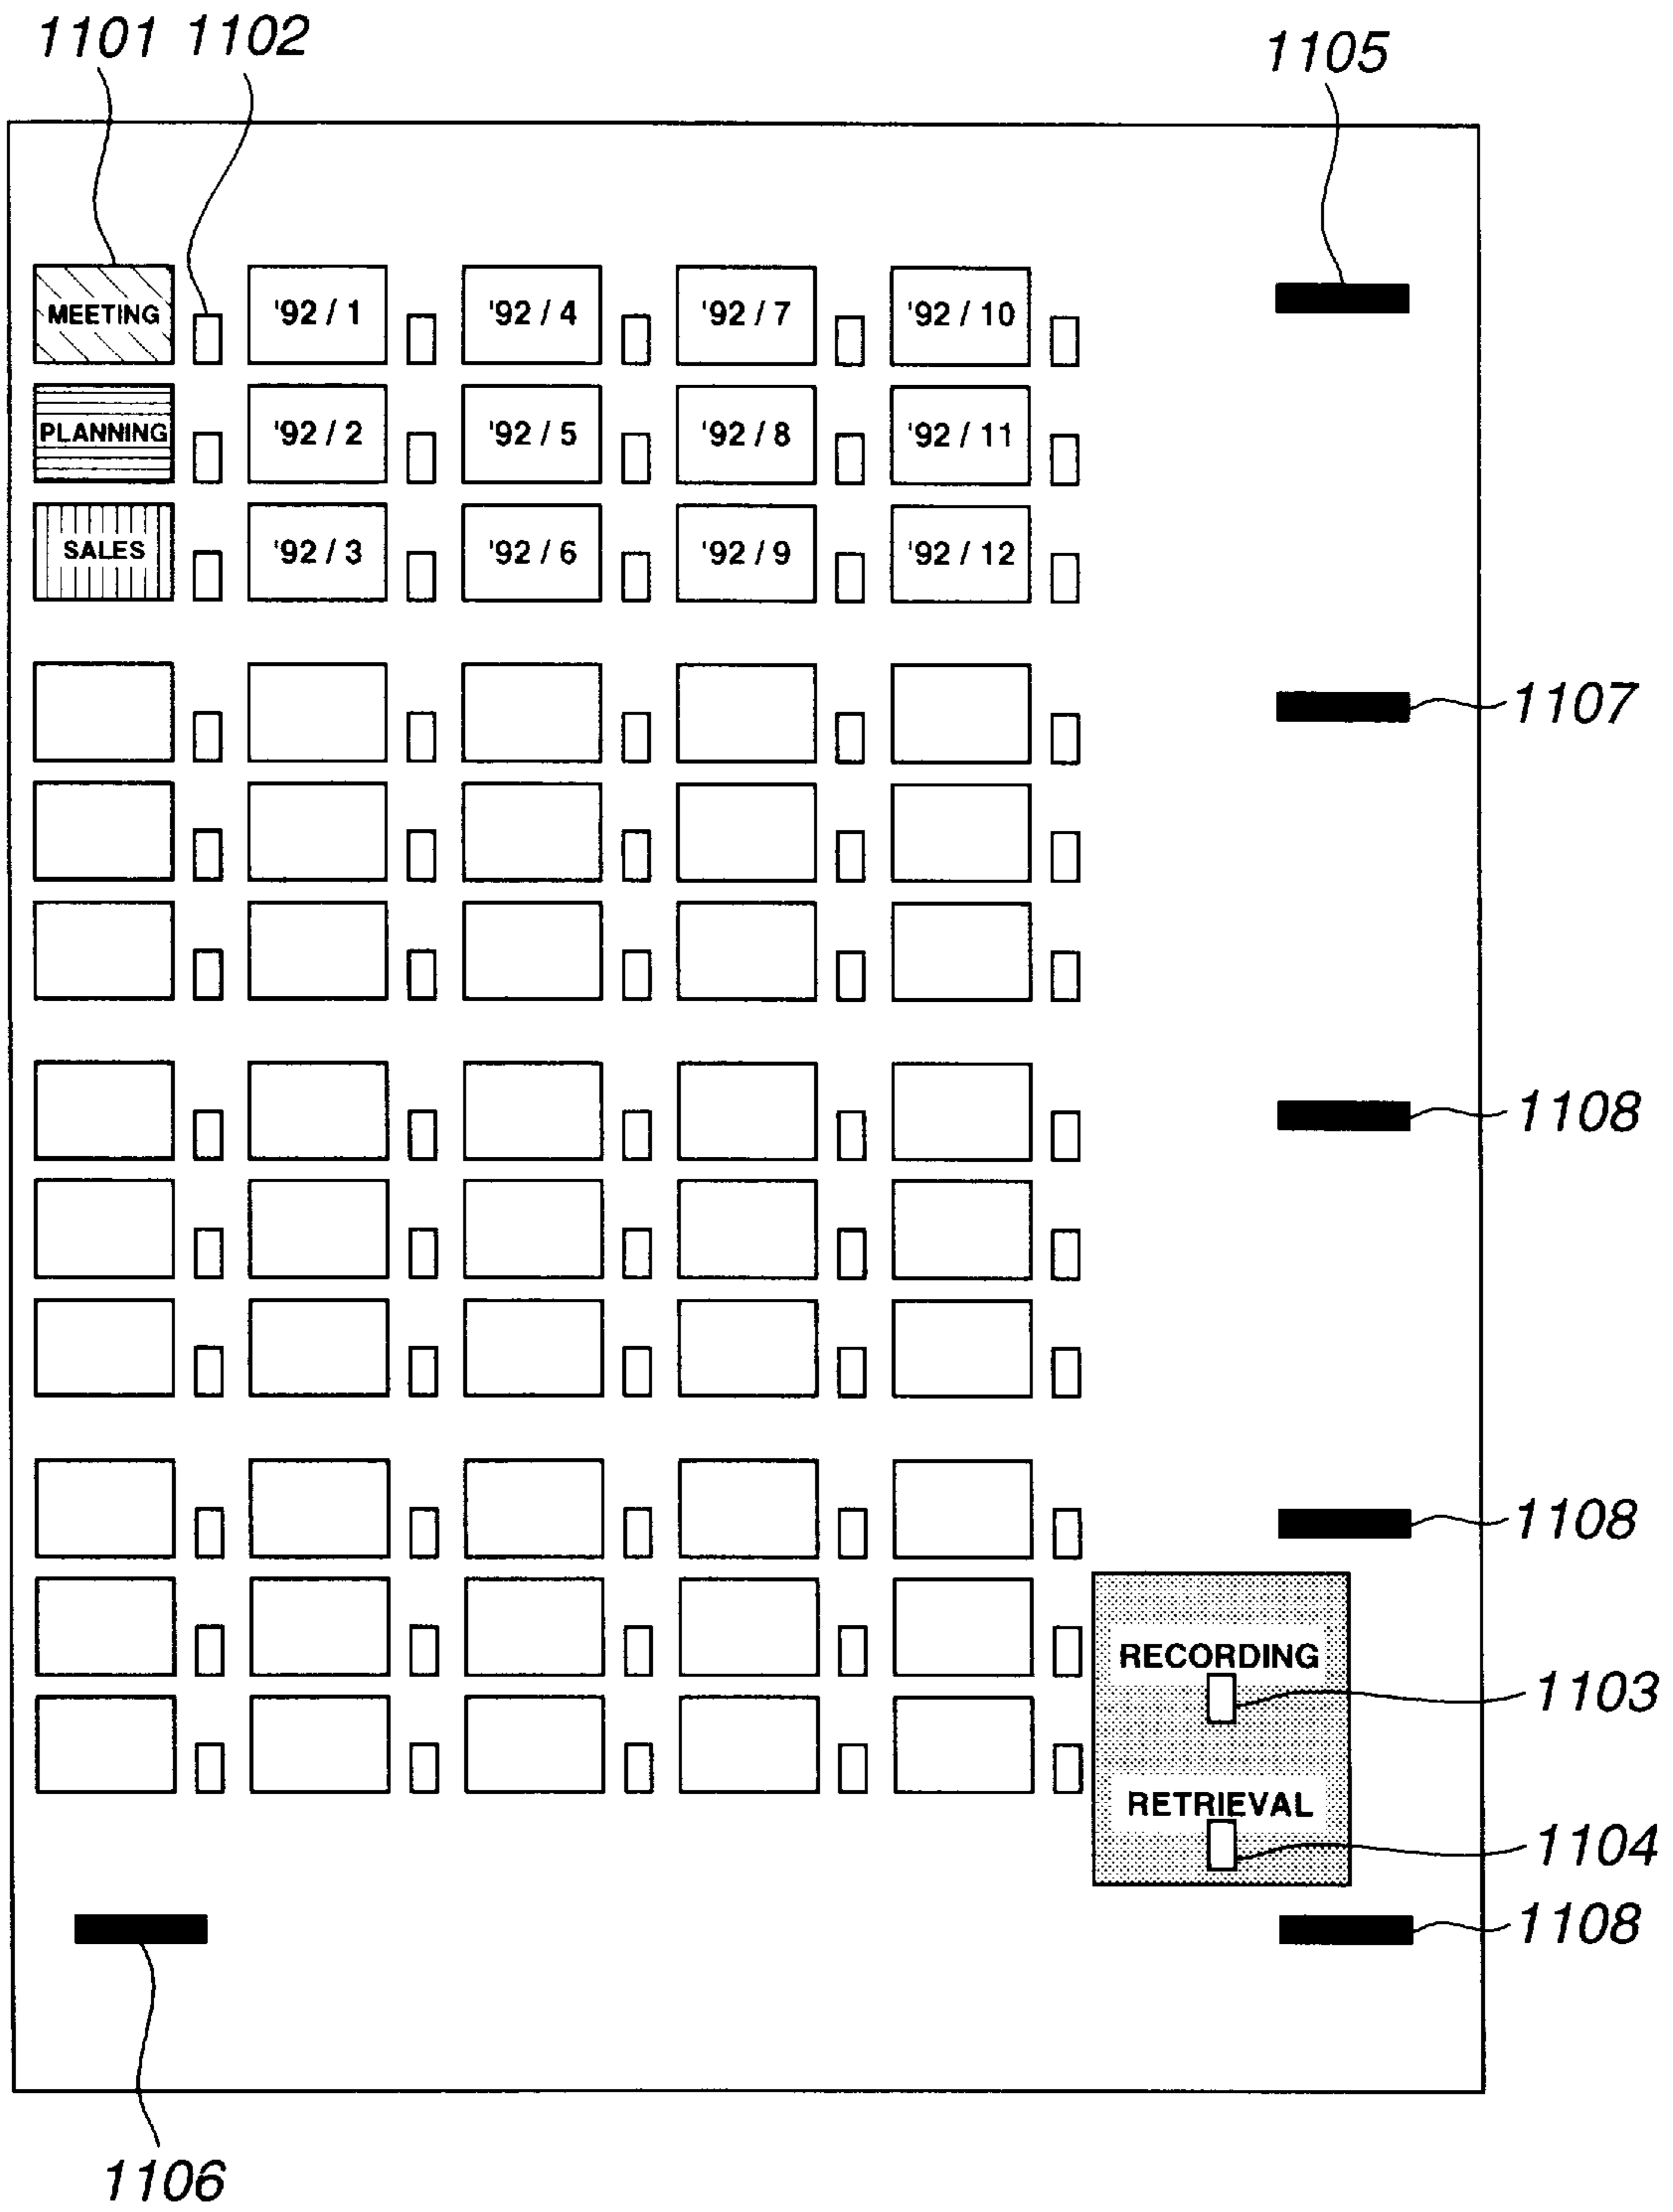 1101 1102 1105
MEETING '92 / 1 '92 / 4 '92 / 7 '92 / 10
PLANNING '92 / 2 '92 / 5 '92 / 8 '92 / 11
SALES '92 / 3 '92 / 6 '92 / 9 '92 / 12
1107
1108
1108
RECORDING
1103
RETRIEVAL
1104
1108
1106